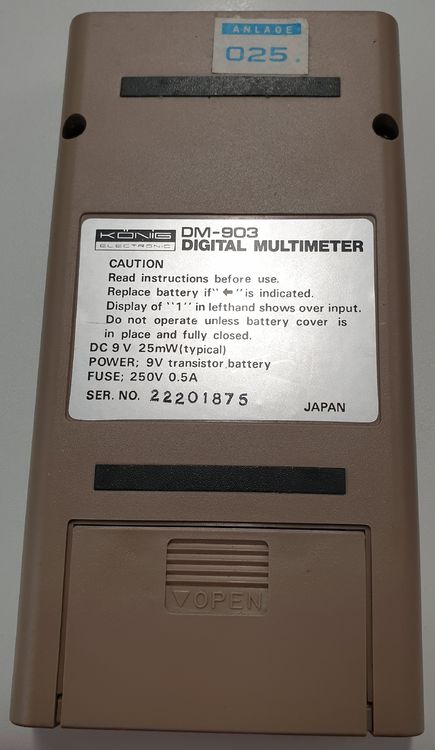 ANLAGE
025.
KÖNIG
ELECTRONIC
DM-903
DIGITAL MULTIMETER
CAUTION
Read instructions before use.
Replace battery if "←" is indicated.
Display of "1" in lefthand shows over input.
Do not operate unless battery cover is
in place and fully closed.
DC 9 V 25mW(typical)
POWER; 9V transistor battery
FUSE; 250V 0.5A
SER. NO. 22201875
JAPAN
▽OPEN